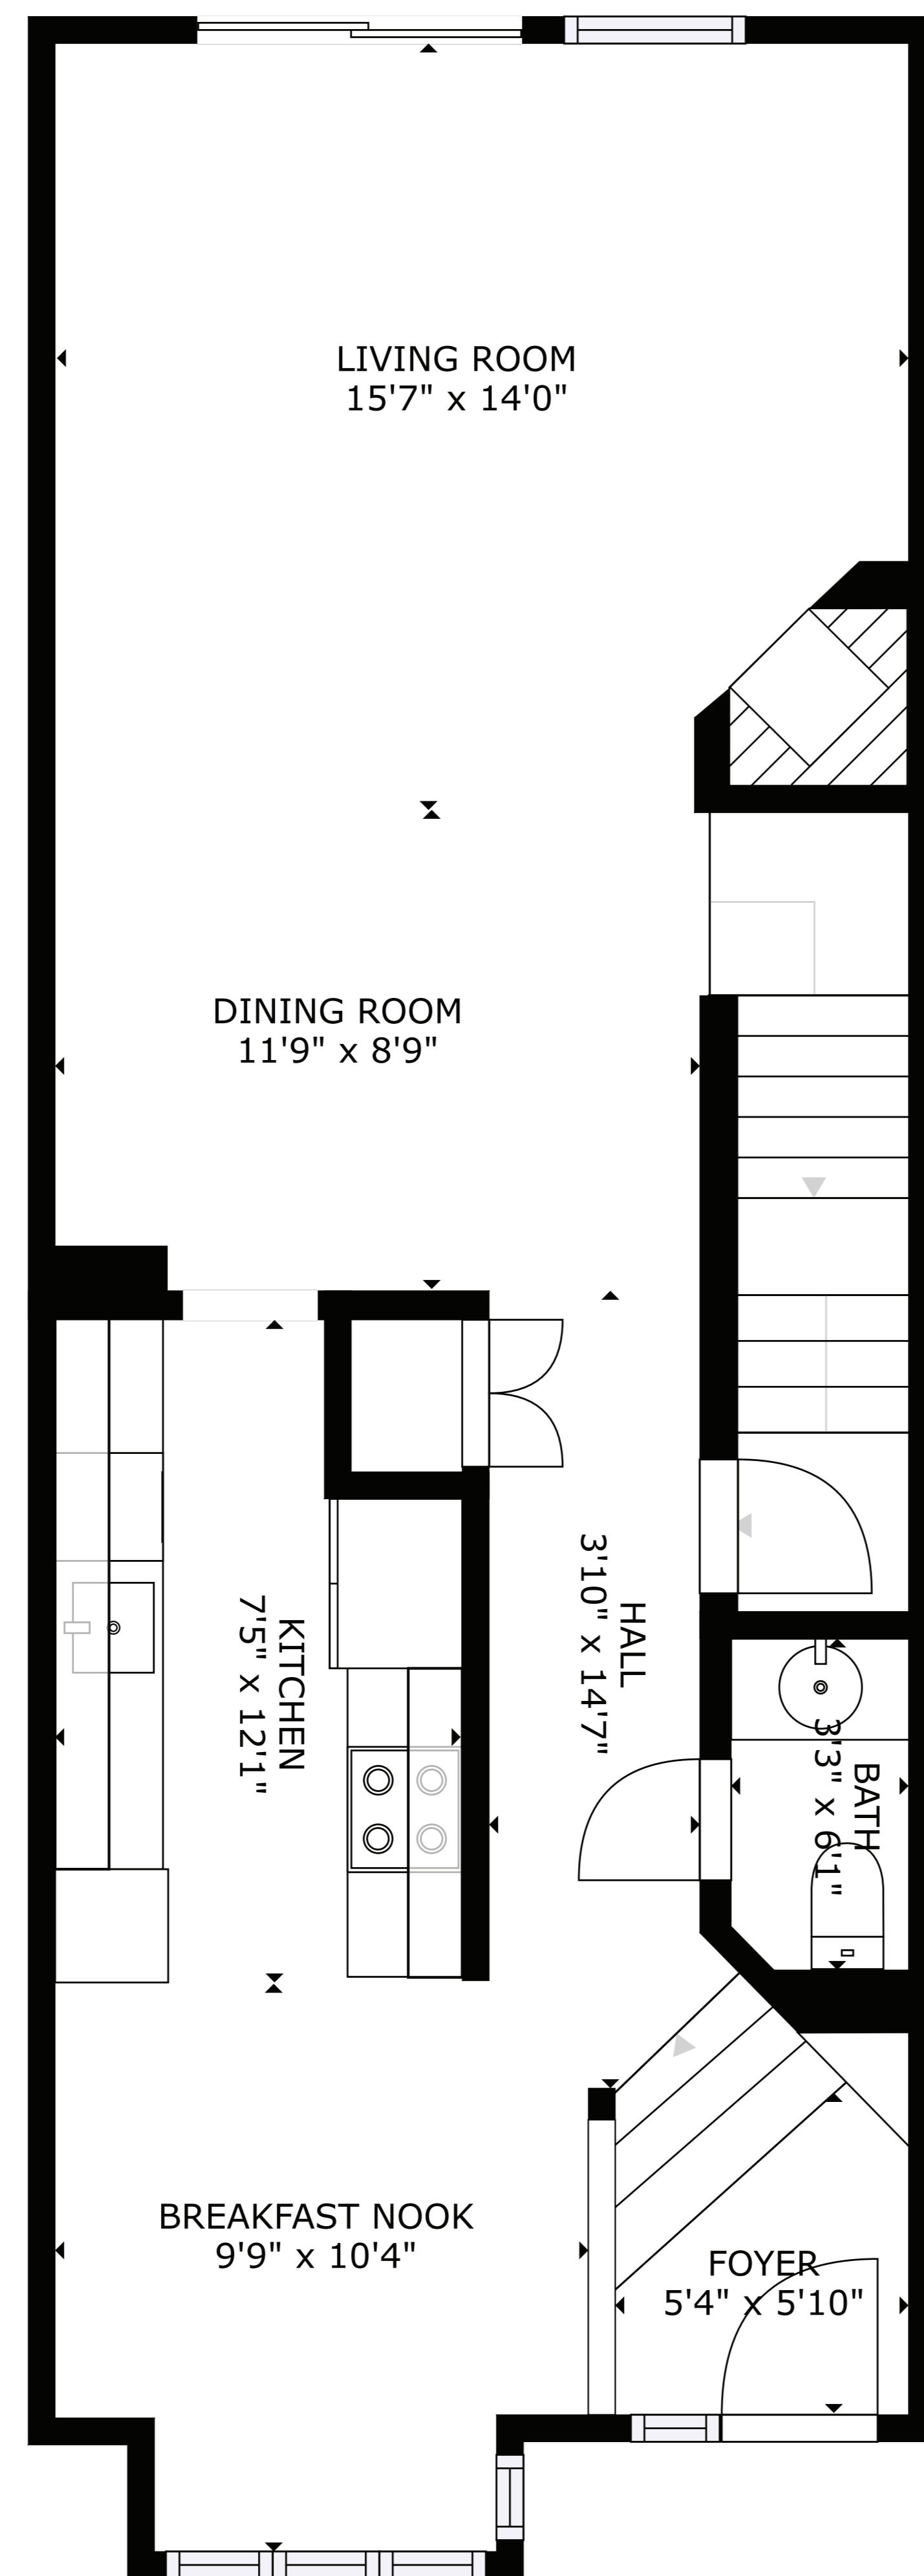 LIVING ROOM
15'7" x 14'0"
DINING ROOM
11'9" x 8'9"
KITCHEN
7'5" x 12'1"
HALL
3'10" x 14'7"
BATH
3'3" x 6'1"
BREAKFAST NOOK
9'9" x 10'4"
FOYER
5'4" x 5'10"